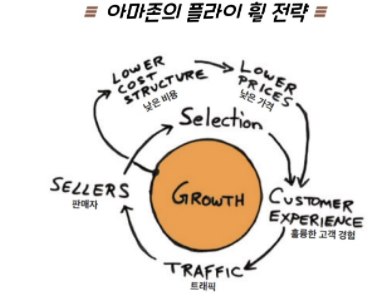 아마존의 플라이 휠 전략
LOWER
COST
STRUCTURE
낮은 비용
LOWER
PRICES
낮은 가격
Selection
SELLERS
판매자
GROWTH
CUSTOMER
EXPERIENCE
훌륭한 고객 경험
TRAFFIC
트래픽